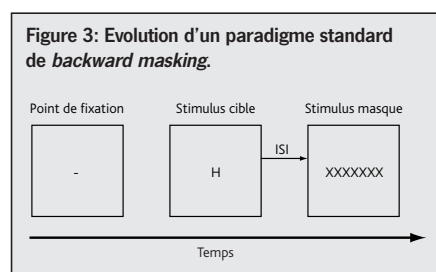 Figure 3: Evolution d'un paradigme standard
de backward masking.
Point de fixation
Stimulus cible
Stimulus masque
-
H
ISI
XXXXXXX
Temps